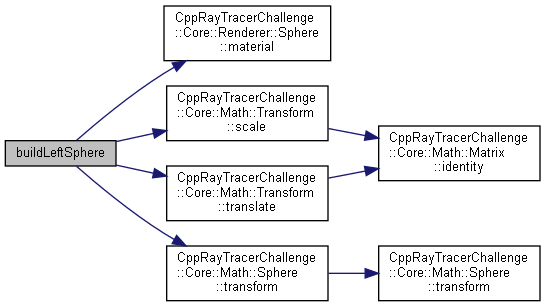 CppRayTracerChallenge
::Core::Renderer::Sphere
::material
CppRayTracerChallenge
::Core::Math::Transform
::scale
CppRayTracerChallenge
::Core::Math::Matrix
::identity
buildLeftSphere
CppRayTracerChallenge
::Core::Math::Transform
::translate
CppRayTracerChallenge
::Core::Math::Sphere
::transform
CppRayTracerChallenge
::Core::Math::Sphere
::transform